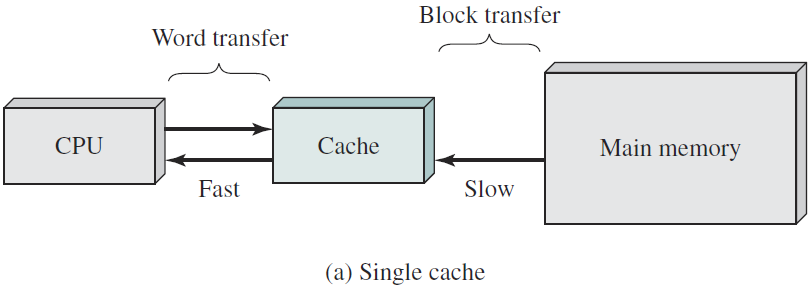 Block transfer
Word transfer
CPU
Cache
Main memory
Fast
Slow
(a) Single cache